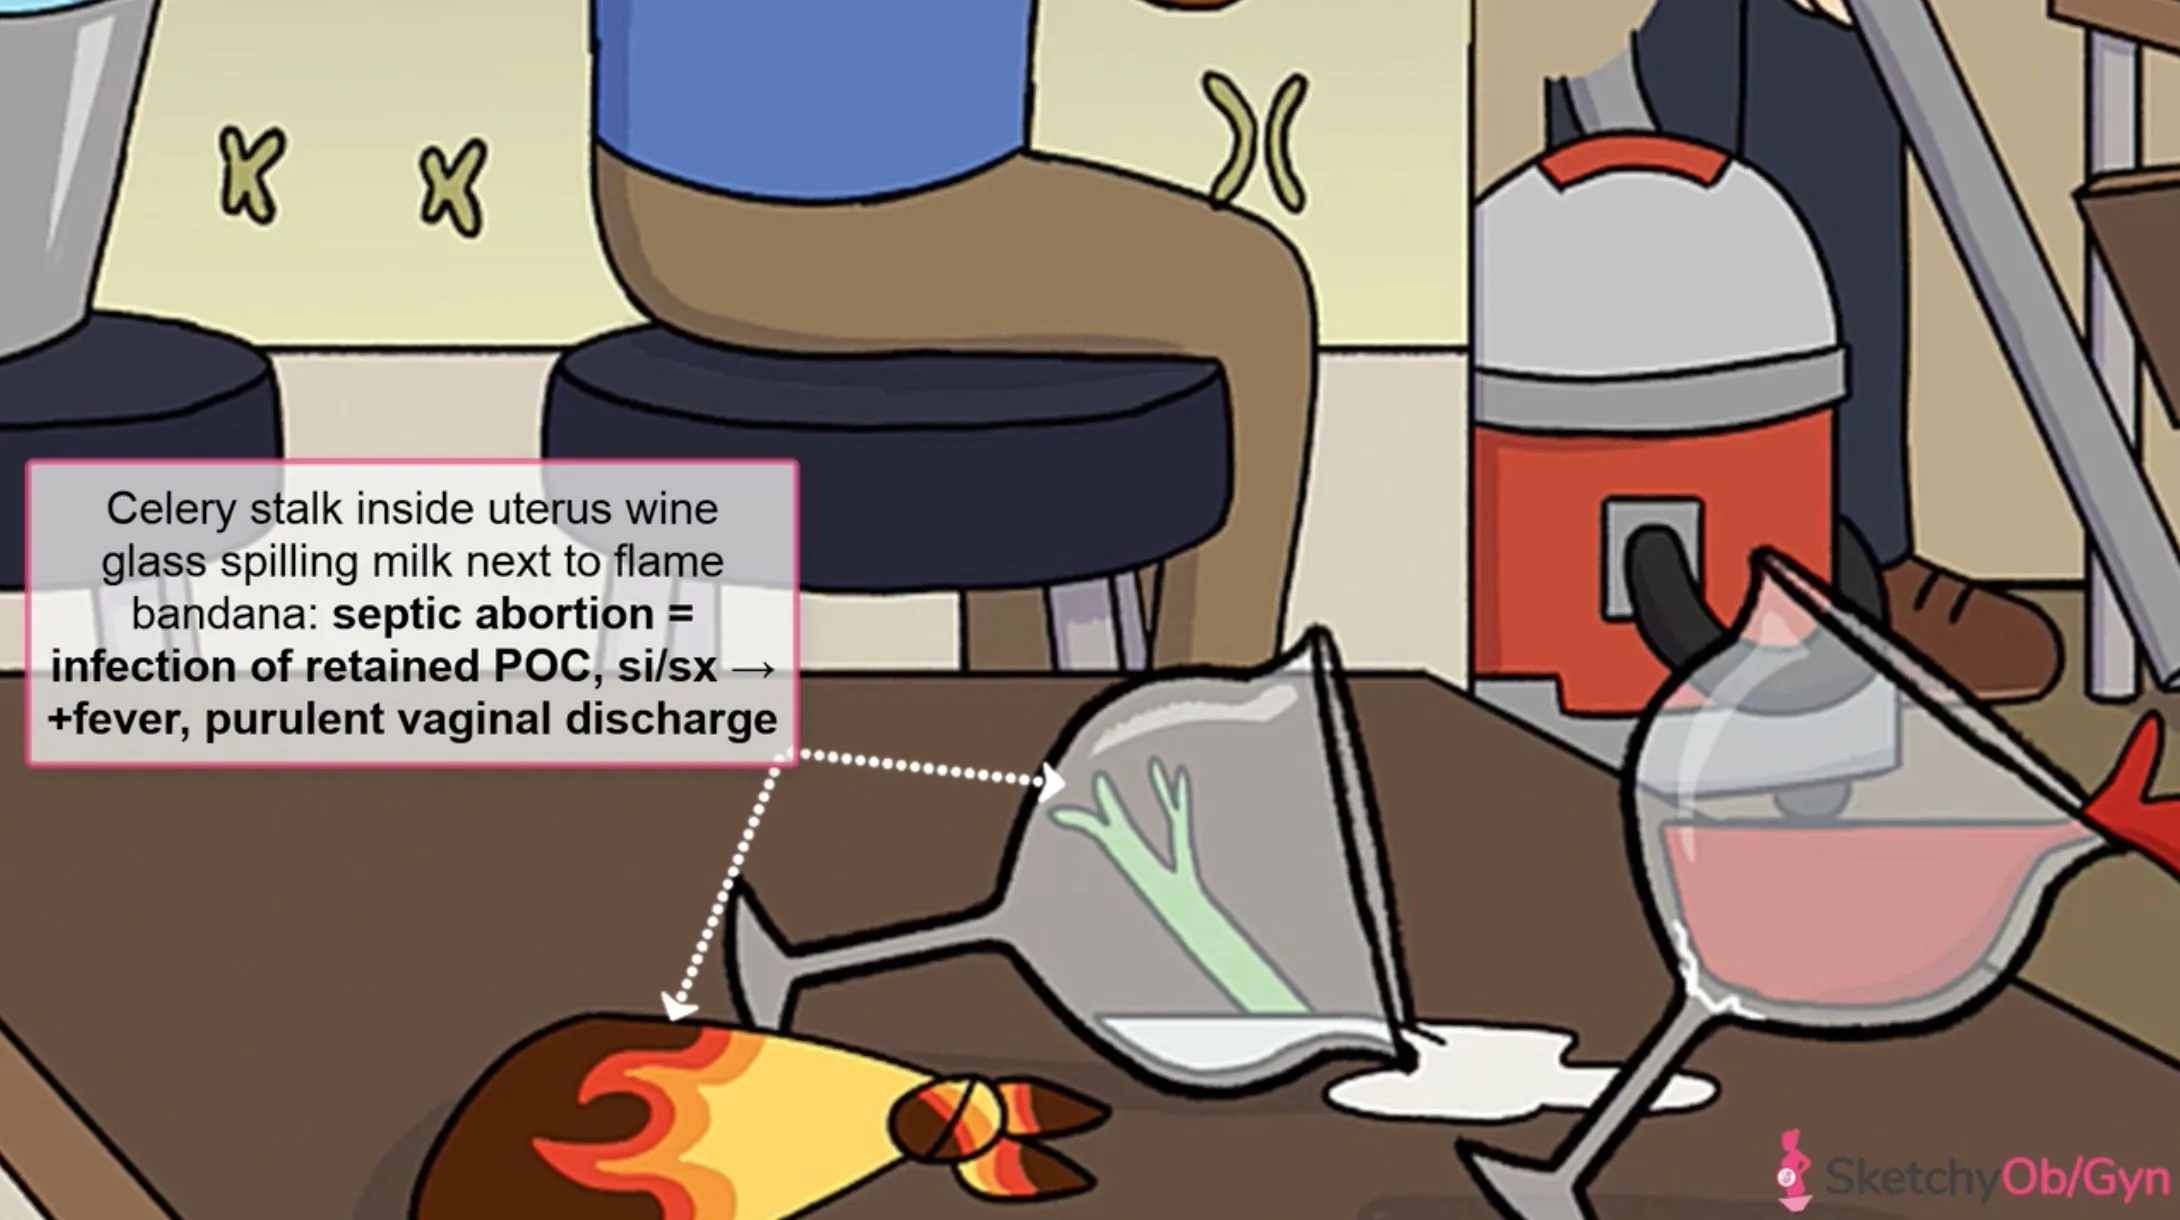 Celery stalk inside uterus wine
glass spilling milk next to flame
bandana: septic abortion =
infection of retained POC, si/sx →
+fever, purulent vaginal discharge
SketchyOb/Gyn